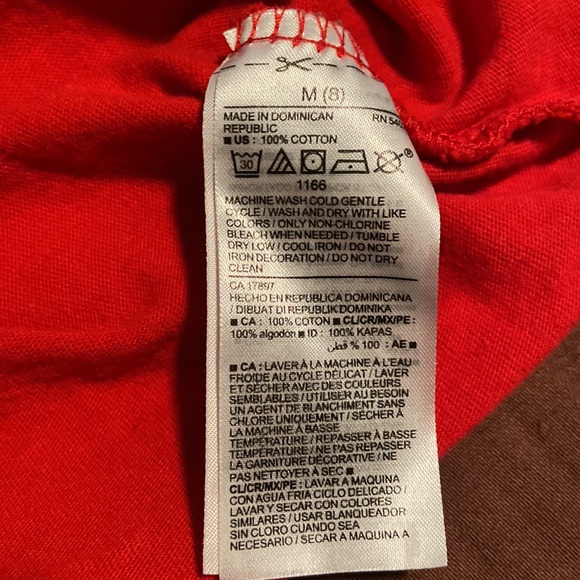 M (8)
MADE IN DOMINICAN
REPUBLIC
RN 54
■ US: 100% COTTON
30
®
1166
MACHINE WASH COLD GENTLE
CYCLE / WASH AND DRY WITH LIKE
COLORS / ONLY NON-CHLORINE
BLEACH WHEN NEEDED / TUMBLE
DRY LOW / COOL IRON / DO NOT
IRON DECORATION / DO NOT DRY
CLEAN
CA 17897
HECHO EN REPUBLICA DOMINICANA
/ DIBUAT DI REPUBLIK DOMINIKA
■ CA : 100% COTON ■ CL/CR/MX/PE :
100% algodón ■ ID : 100% KAPAS
■ AE : 100 % قطن
■ CA : LAVER À LA MACHINE À L'EAU
FROIDE AU CYCLE DÉLICAT / LAVER
ET SÉCHER AVEC DES COULEURS
SEMBLABLES / UTILISER AU BESOIN
UN AGENT DE BLANCHIMENT SANS
CHLORE UNIQUEMENT / SÉCHER À
LA MACHINE À BASSE
TEMPÉRATURE / REPASSER À BASSE
TEMPÉRATURE / NE PAS REPASSER
LA GARNITURE DÉCORATIVE / NE
PAS NETTOYER À SEC ■
CL/CR/MX/PE: LAVAR A MAQUINA
CON AGUA FRIA CICLO DELICADO /
LAVAR Y SECAR CON COLORES
SIMILARES / USAR BLANQUEADOR
SIN CLORO CUANDO SEA
NECESARIO / SECAR A MAQUINA A